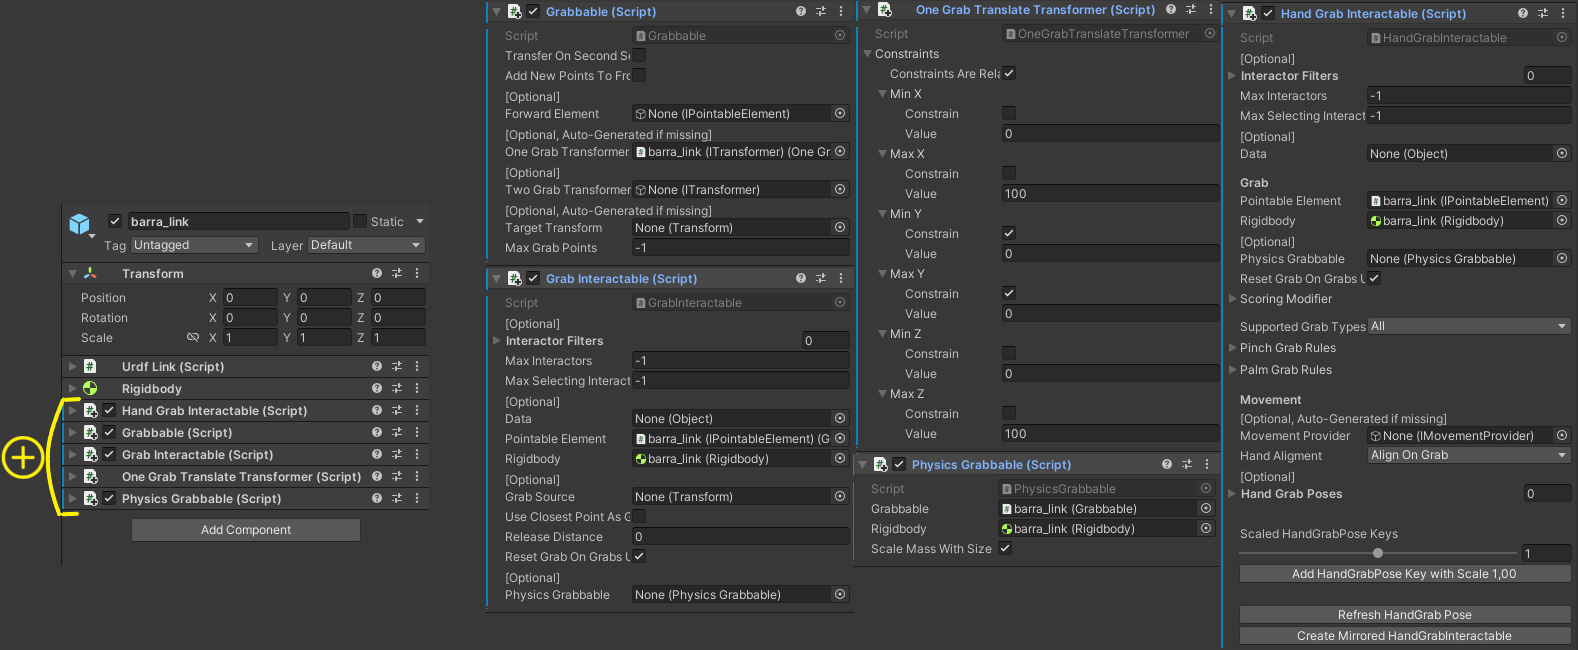 barra_link
Static
Tag Untagged Layer Default
Transform
Position X 0 Y 0 Z 0
Rotation X 0 Y 0 Z 0
Scale X 1 Y 1 Z 1
Urdf Link (Script)
Rigidbody
Hand Grab Interactable (Script)
Grabbable (Script)
Grab Interactable (Script)
One Grab Translate Transformer (Script)
Physics Grabbable (Script)
Add Component
Grabbable (Script)
Script Grabbable
Transfer On Second Se
Add New Points To Fro
[Optional]
Forward Element None (IPointableElement)
[Optional, Auto-Generated if missing]
One Grab Transformer barra_link (ITransformer) (One Gr
[Optional]
Two Grab Transformer None (ITransformer)
[Optional, Auto-Generated if missing]
Target Transform None (Transform)
Max Grab Points -1
Grab Interactable (Script)
Script GrabInteractable
[Optional]
Interactor Filters 0
Max Interactors -1
Max Selecting Interact -1
[Optional]
Data None (Object)
Pointable Element barra_link (IPointableElement) (G
Rigidbody barra_link (Rigidbody)
[Optional]
Grab Source None (Transform)
Use Closest Point As G
Release Distance 0
Reset Grab On Grabs U
[Optional]
Physics Grabbable None (Physics Grabbable)
One Grab Translate Transformer (Script)
Script OneGrabTranslateTransformer
Constraints
Constraints Are Rela
Min X
Constrain
Value 0
Max X
Constrain
Value 100
Min Y
Constrain
Value 0
Max Y
Constrain
Value 0
Min Z
Constrain
Value 0
Max Z
Constrain
Value 100
Physics Grabbable (Script)
Script PhysicsGrabbable
Grabbable barra_link (Grabbable)
Rigidbody barra_link (Rigidbody)
Scale Mass With Size
Hand Grab Interactable (Script)
Script HandGrabInteractable
[Optional]
Interactor Filters 0
Max Interactors -1
Max Selecting Interact -1
[Optional]
Data None (Object)
Grab
Pointable Element barra_link (IPointableElement)
Rigidbody barra_link (Rigidbody)
[Optional]
Physics Grabbable None (Physics Grabbable)
Reset Grab On Grabs U
Scoring Modifier
Supported Grab Types All
Pinch Grab Rules
Palm Grab Rules
Movement
[Optional, Auto-Generated if missing]
Movement Provider None (IMovementProvider)
Hand Aligment Align On Grab
[Optional]
Hand Grab Poses 0
Scaled HandGrabPose Keys
1
Add HandGrabPose Key with Scale 1,00
Refresh HandGrab Pose
Create Mirrored HandGrabInteractable